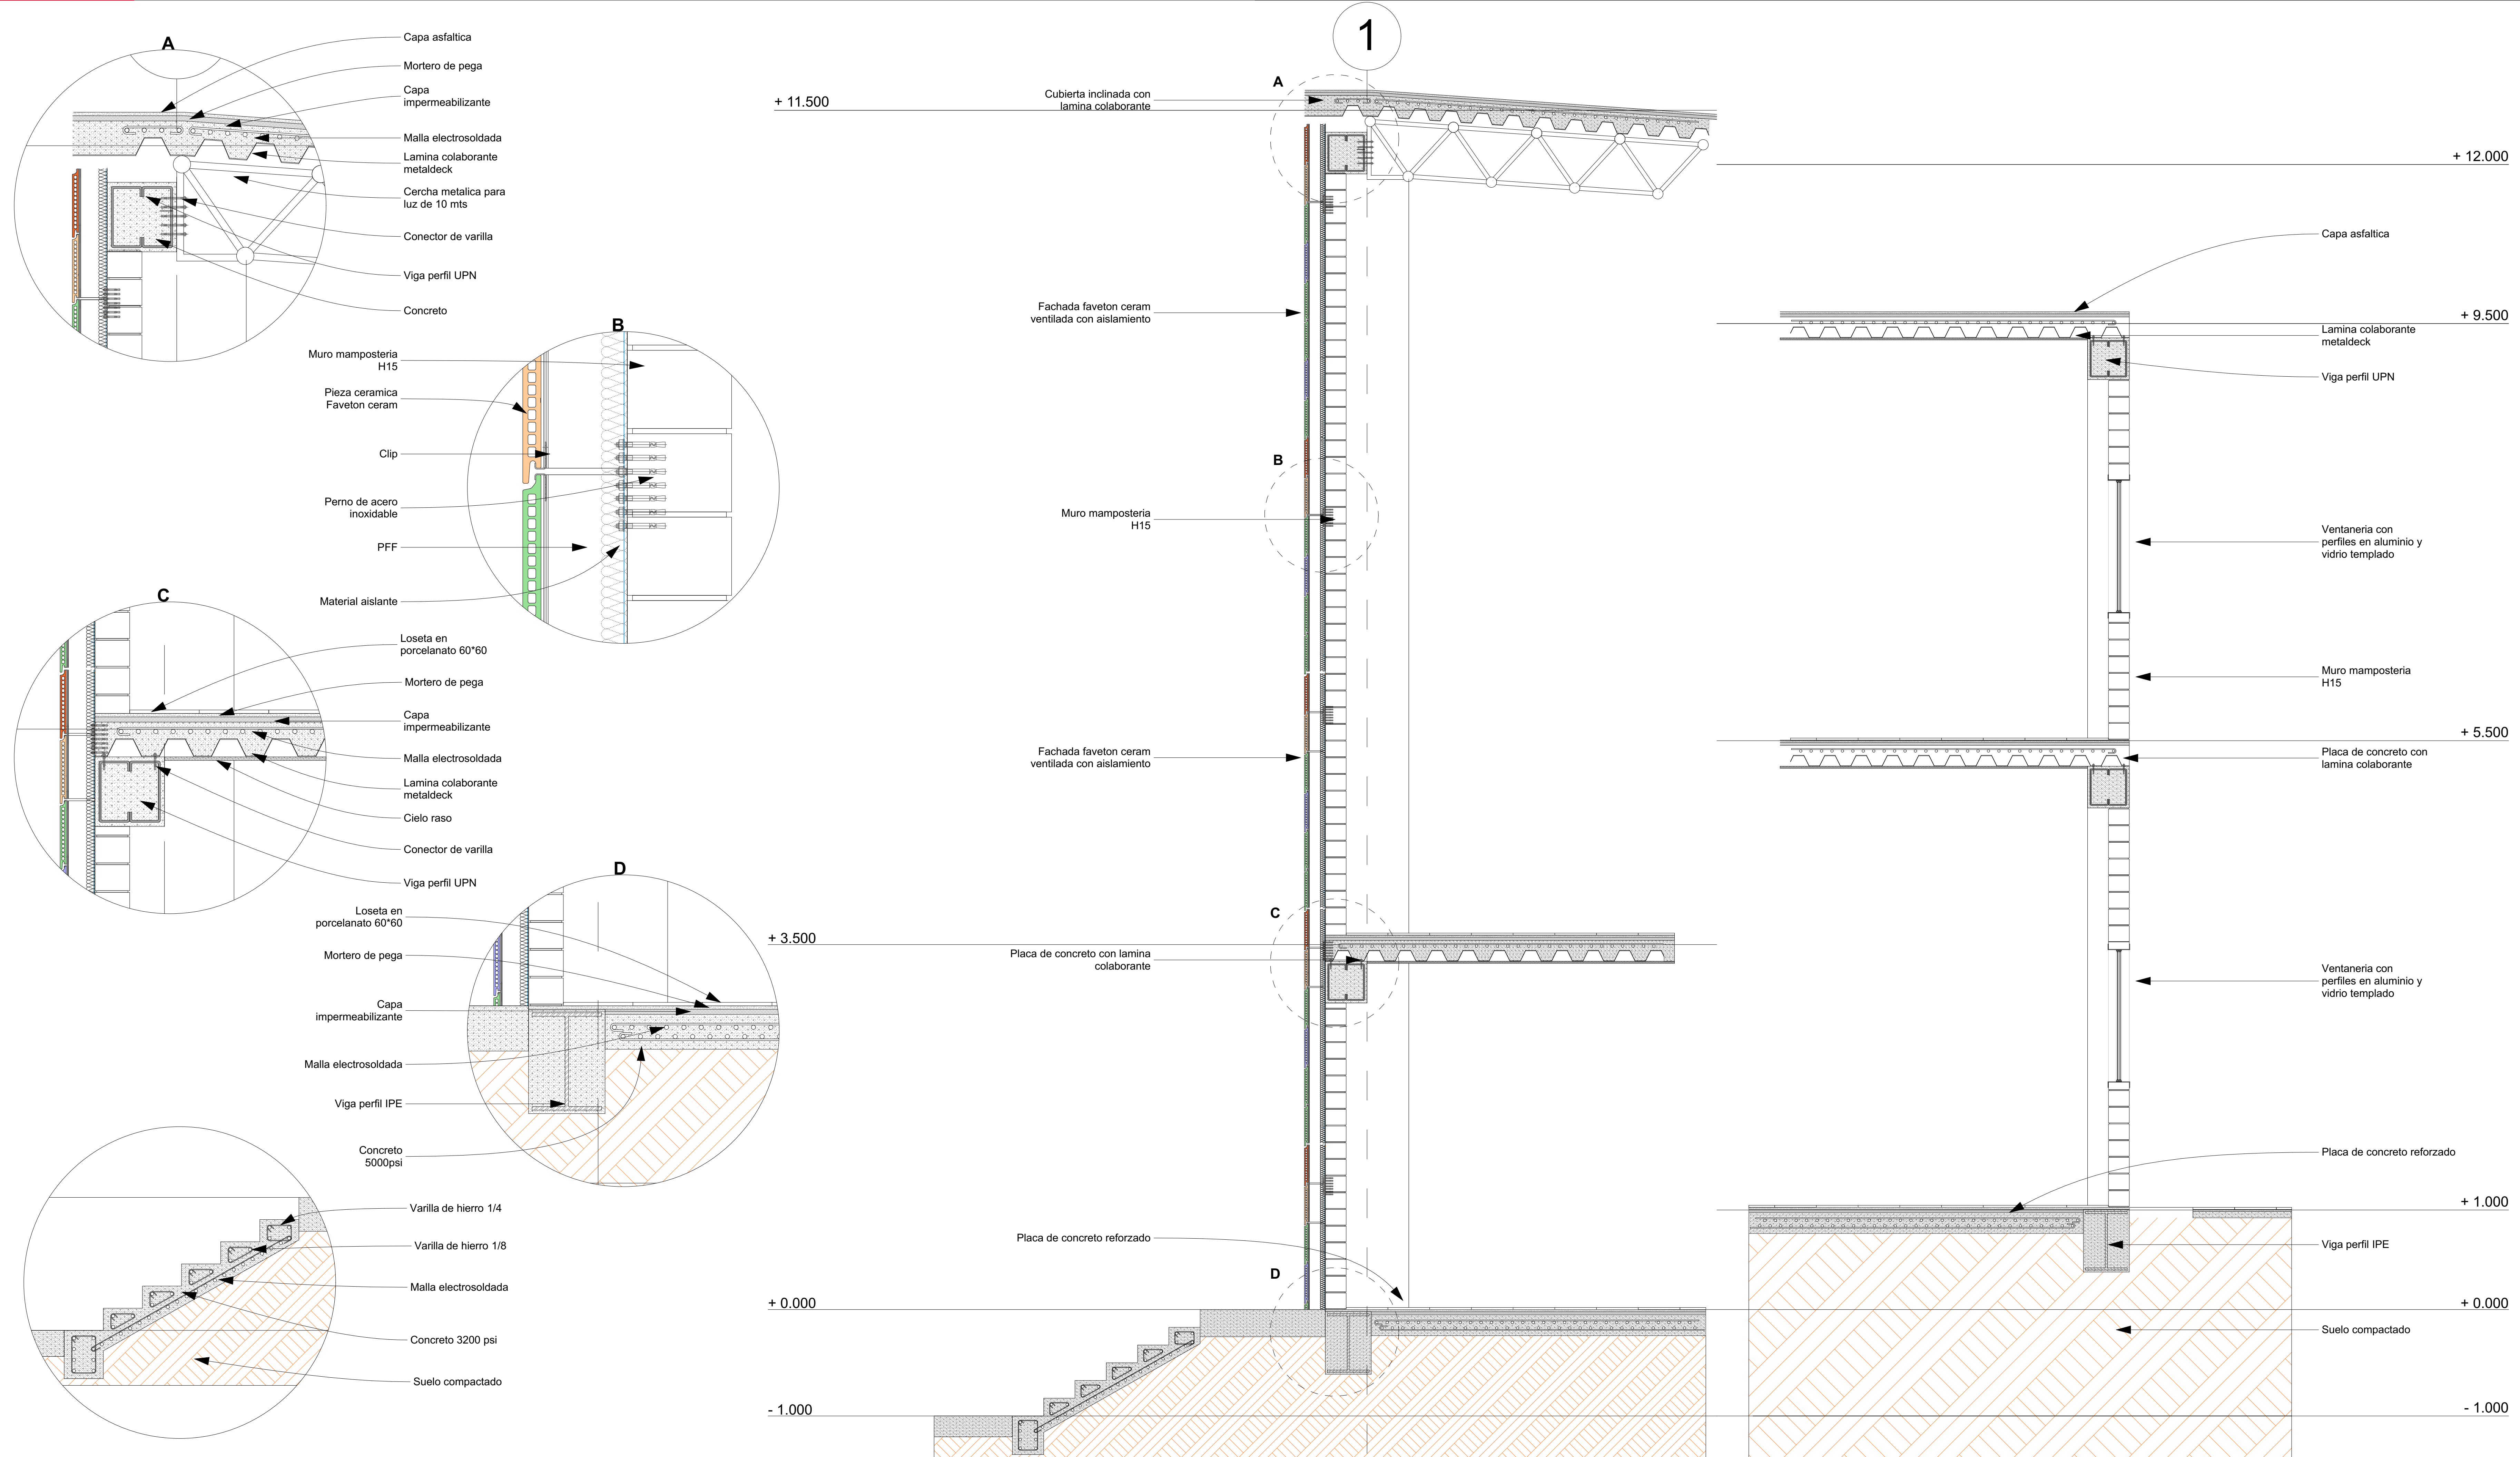 A
Capa asfaltica
Mortero de pega
Capa
impermeabilizante
Malla electrosoldada
Lamina colaborante
metaldeck
Cercha metalica para
luz de 10 mts
Conector de varilla
Viga perfil UPN
Concreto
B
Muro mamposteria
H15
Pieza ceramica
Faveton ceram
Clip
Perno de acero
inoxidable
PFF
Material aislante
C
Loseta en
porcelanato 60*60
Mortero de pega
Capa
impermeabilizante
Malla electrosoldada
Lamina colaborante
metaldeck
Cielo raso
Conector de varilla
Viga perfil UPN
D
Loseta en
porcelanato 60*60
Mortero de pega
Capa
impermeabilizante
Malla electrosoldada
Viga perfil IPE
Concreto
5000psi
Varilla de hierro 1/4
Varilla de hierro 1/8
Malla electrosoldada
Concreto 3200 psi
Suelo compactado
1
+ 11.500
A
Cubierta inclinada con
lamina colaborante
Fachada faveton ceram
ventilada con aislamiento
B
Muro mamposteria
H15
Fachada faveton ceram
ventilada con aislamiento
C
+ 3.500
Placa de concreto con lamina
colaborante
Placa de concreto reforzado
D
+ 0.000
- 1.000
+ 12.000
Capa asfaltica
+ 9.500
Lamina colaborante
metaldeck
Viga perfil UPN
Ventaneria con
perfiles en aluminio y
vidrio templado
Muro mamposteria
H15
+ 5.500
Placa de concreto con
lamina colaborante
Ventaneria con
perfiles en aluminio y
vidrio templado
Placa de concreto reforzado
+ 1.000
Viga perfil IPE
+ 0.000
Suelo compactado
- 1.000